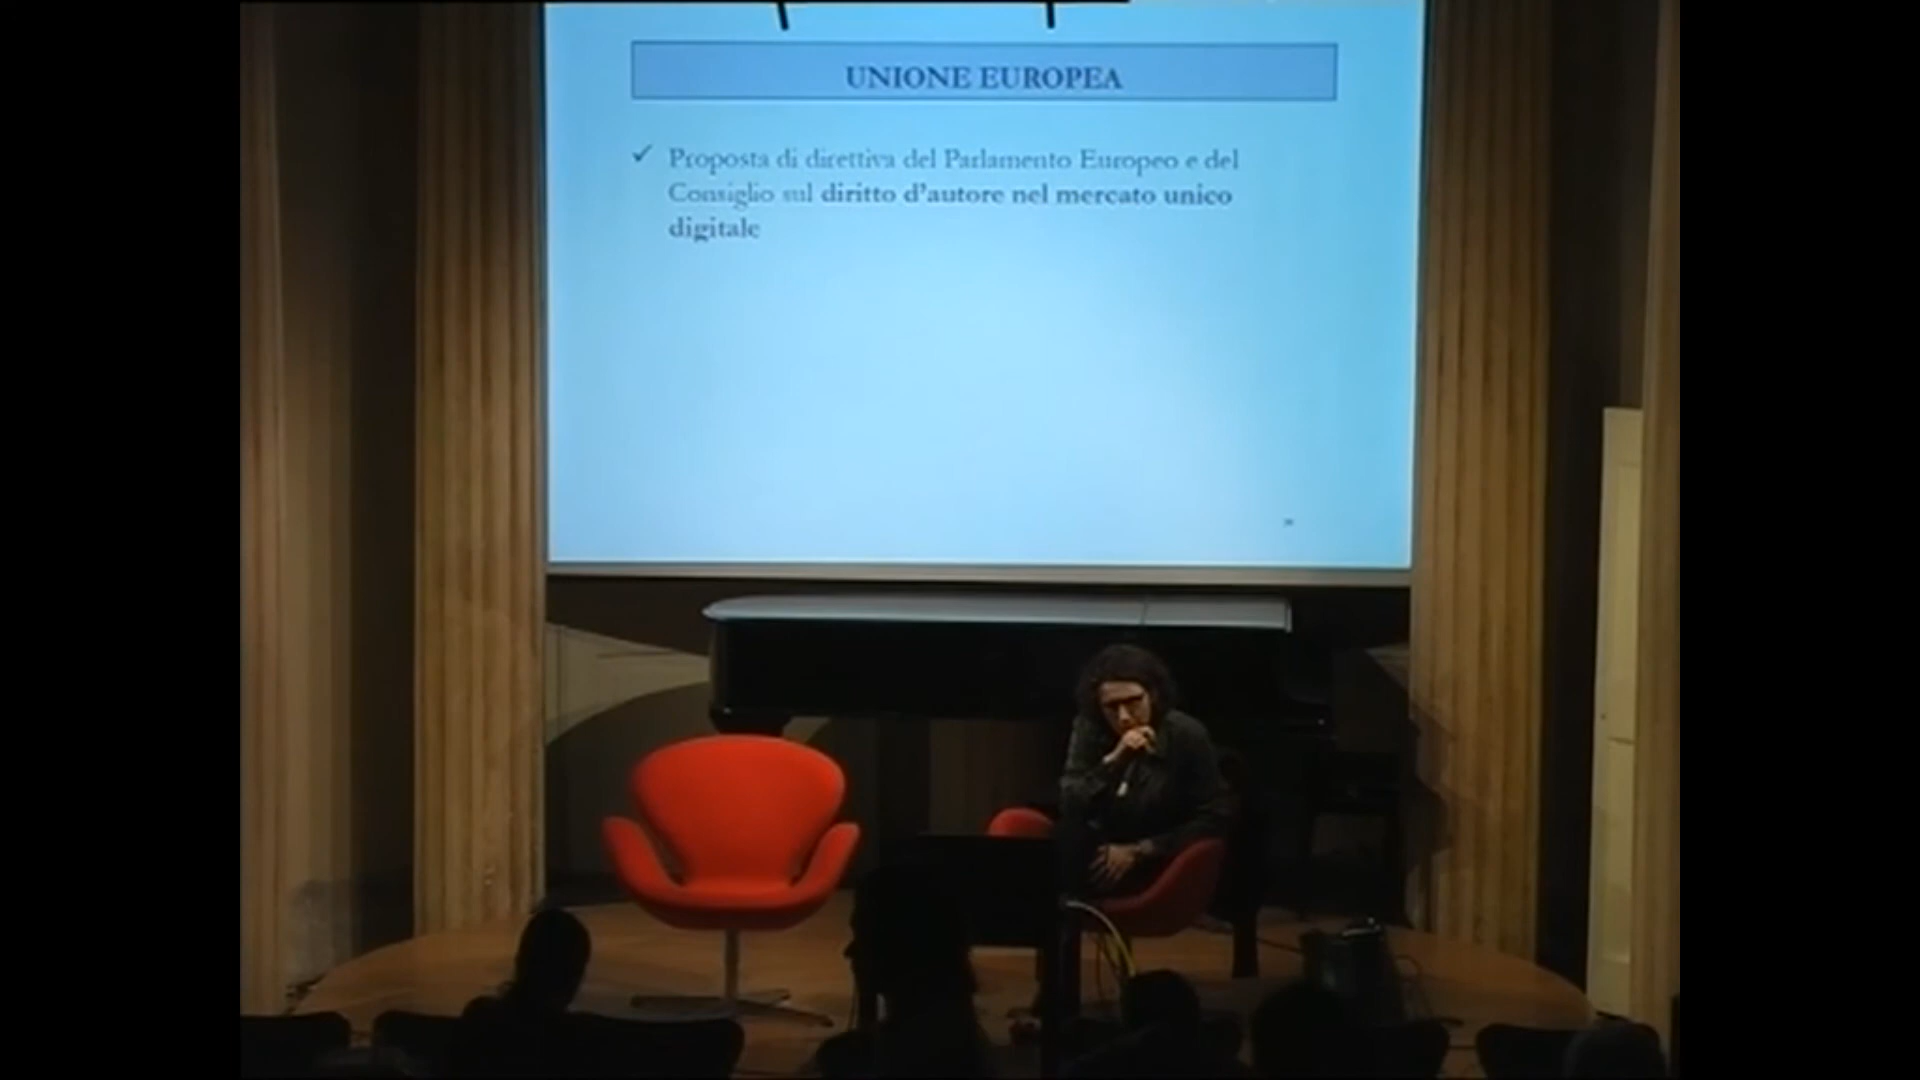 UNIONE EUROPEA
✓ Proposta di direttiva del Parlamento Europeo e del
Consiglio sul diritto d'autore nel mercato unico
digitale